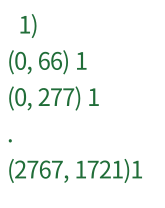 1)
(0, 66) 1
(0, 277) 1
.
(2767, 1721)1